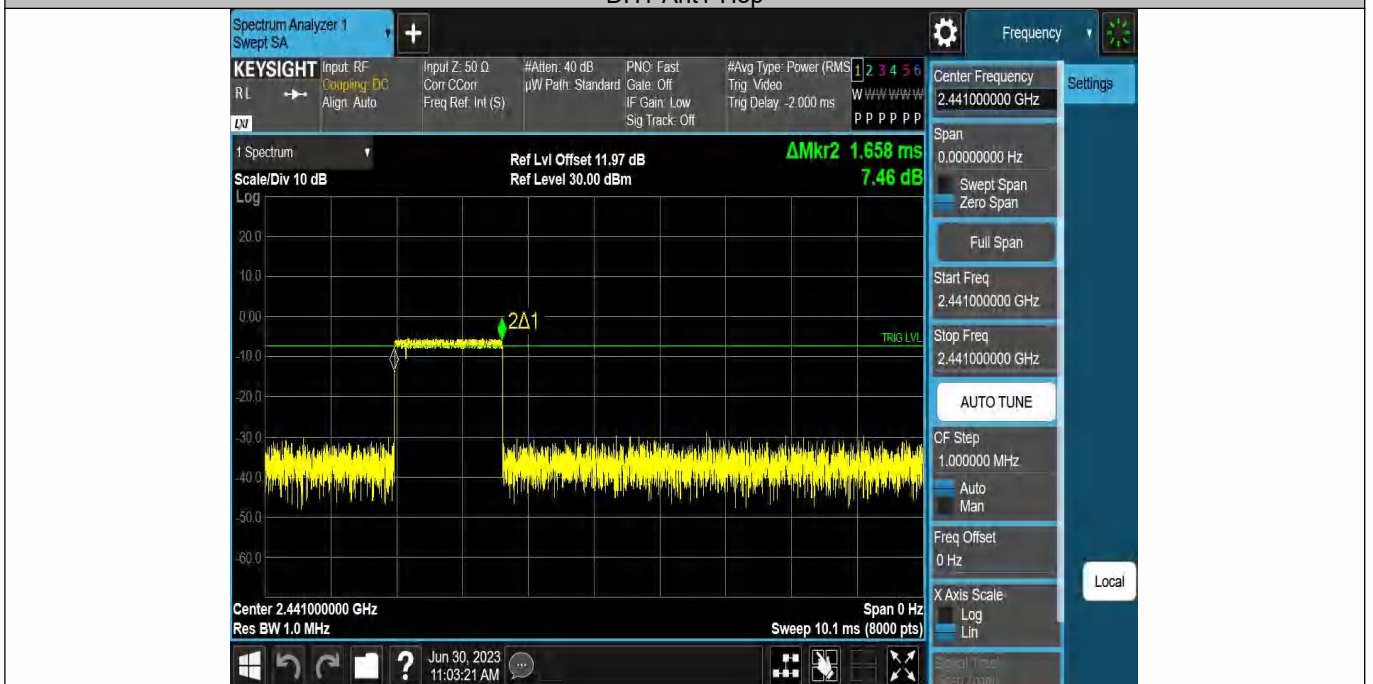 Spectrum Analyzer 1
Swept SA
+
Frequency
KEYSIGHT
RL
LXI
Input: RF
Coupling: DC
Align: Auto
Input Z: 50 Ω
Corr CCorr
Freq Ref: Int (S)
#Atten: 40 dB
µW Path: Standard
PNO: Fast
Gate: Off
IF Gain: Low
Sig Track: Off
#Avg Type: Power (RMS
Trig: Video
Trig Delay: -2.000 ms
1 2 3 4 5 6
W W W W W W
P P P P P P
Center Frequency
2.441000000 GHz
Settings
1 Spectrum
Scale/Div 10 dB
Ref Lvl Offset 11.97 dB
Ref Level 30.00 dBm
ΔMkr2 1.658 ms
7.46 dB
Span
0.00000000 Hz
Swept Span
Zero Span
Full Span
Start Freq
2.441000000 GHz
Stop Freq
2.441000000 GHz
AUTO TUNE
CF Step
1.000000 MHz
Auto
Man
Freq Offset
0 Hz
X Axis Scale
Log
Lin
Local
Log
20.0
10.0
0.00
-10.0
-20.0
-30.0
-40.0
-50.0
-60.0
2Δ1
TRIG LVL
Center 2.441000000 GHz
Res BW 1.0 MHz
Span 0 Hz
Sweep 10.1 ms (8000 pts)
?
Jun 30, 2023
11:03:21 AM